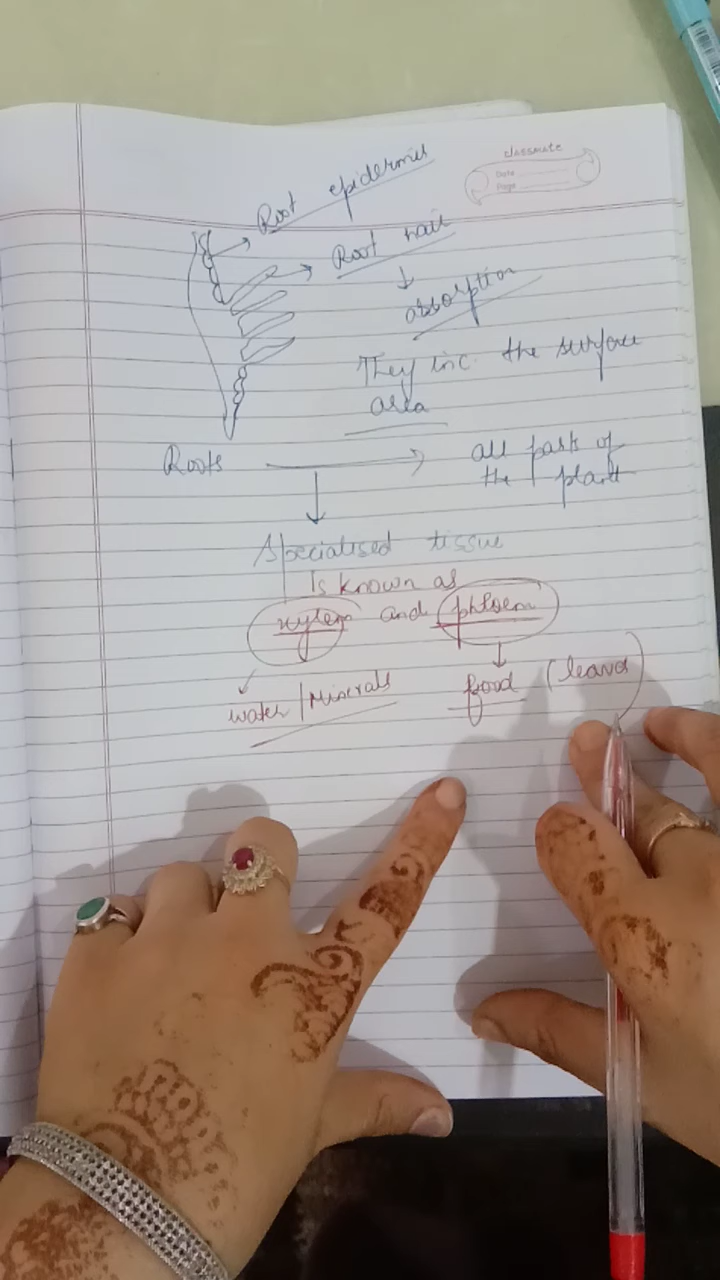 classmate
Date
Page
Root epidermis
Root hair
absorption
They inc. the surface
area
Roots → all parts of
the plant
Specialised tissue
Is known as
xylem and phloem
water/Minerals
food (leaves)